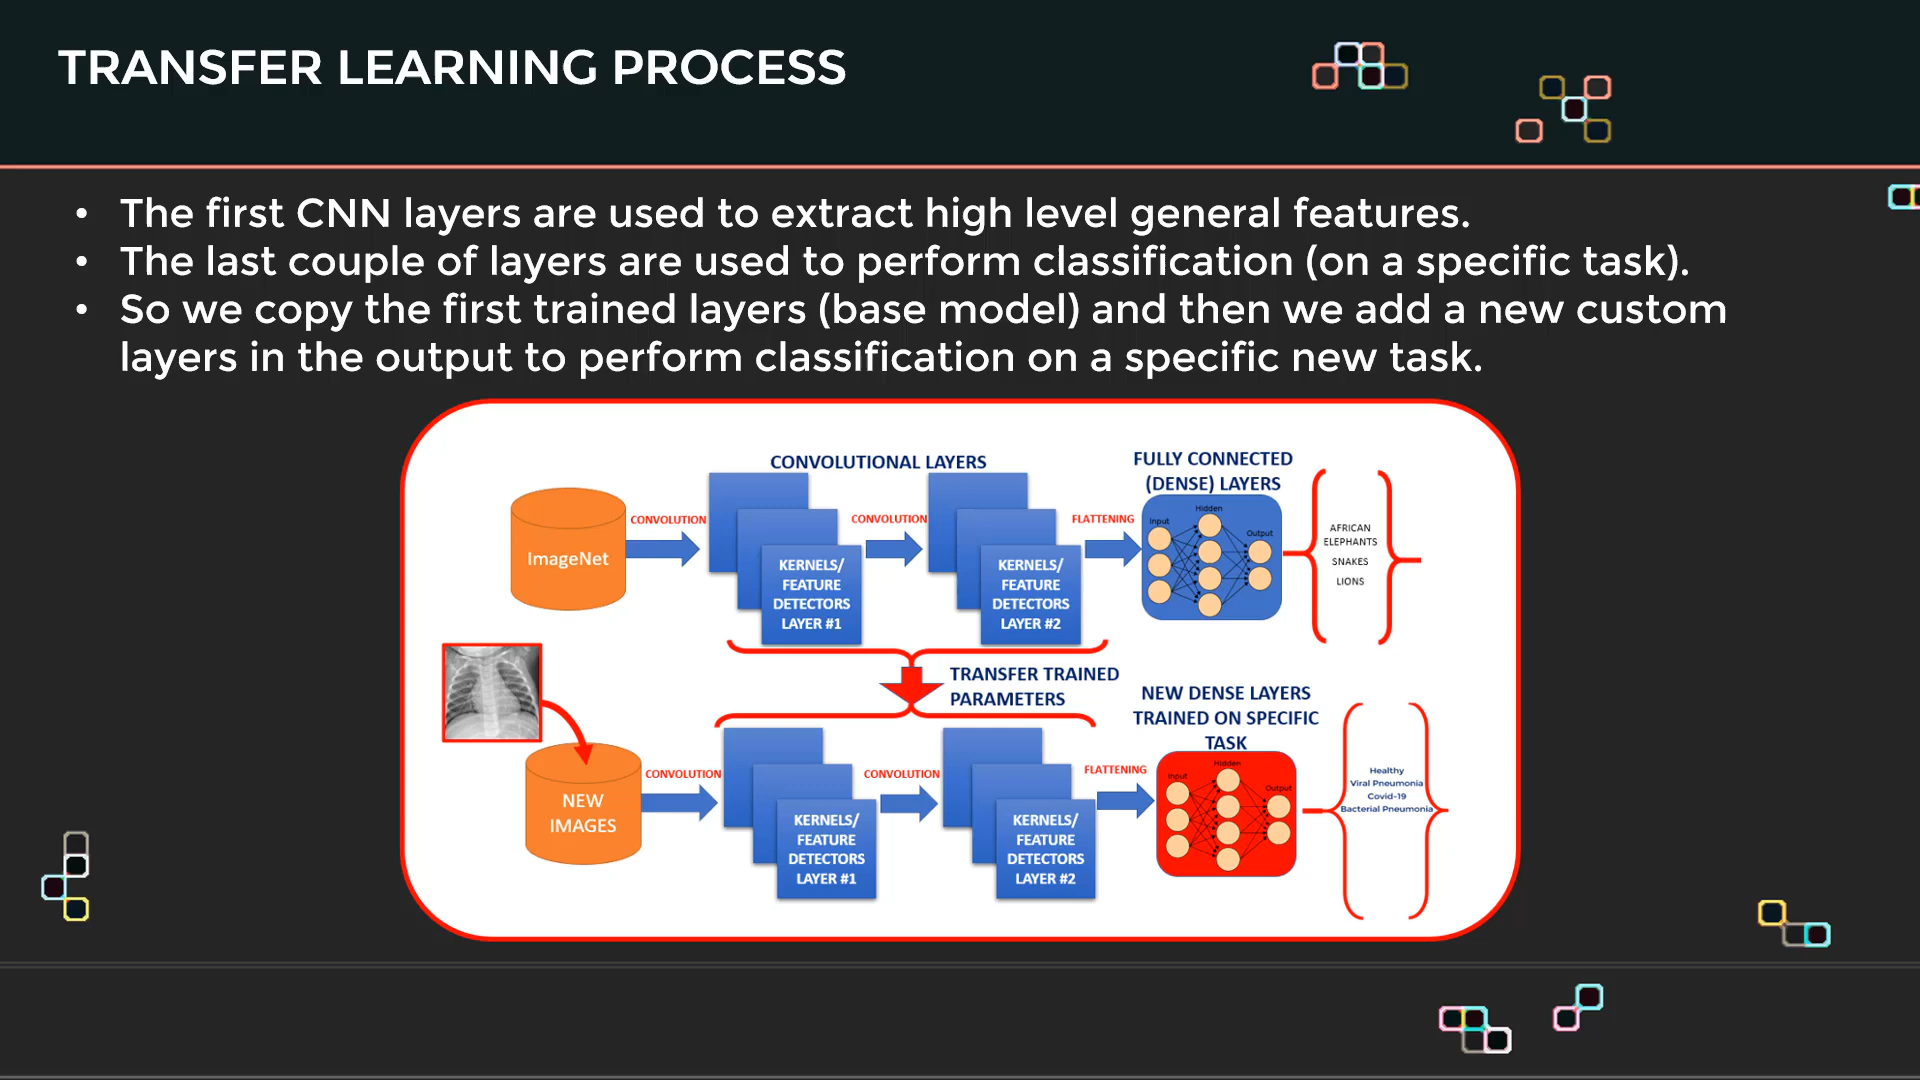 TRANSFER LEARNING PROCESS
• The first CNN layers are used to extract high level general features.
• The last couple of layers are used to perform classification (on a specific task).
• So we copy the first trained layers (base model) and then we add a new custom
layers in the output to perform classification on a specific new task.
CONVOLUTIONAL LAYERS
FULLY CONNECTED
(DENSE) LAYERS
ImageNet
CONVOLUTION
KERNELS/
FEATURE
DETECTORS
LAYER #1
CONVOLUTION
KERNELS/
FEATURE
DETECTORS
LAYER #2
FLATTENING
Input
Hidden
Output
AFRICAN
ELEPHANTS
SNAKES
LIONS
TRANSFER TRAINED
PARAMETERS
NEW DENSE LAYERS
TRAINED ON SPECIFIC
TASK
NEW
IMAGES
CONVOLUTION
KERNELS/
FEATURE
DETECTORS
LAYER #1
CONVOLUTION
KERNELS/
FEATURE
DETECTORS
LAYER #2
FLATTENING
Input
Hidden
Output
Healthy
Viral Pneumonia
Covid-19
Bacterial Pneumonia